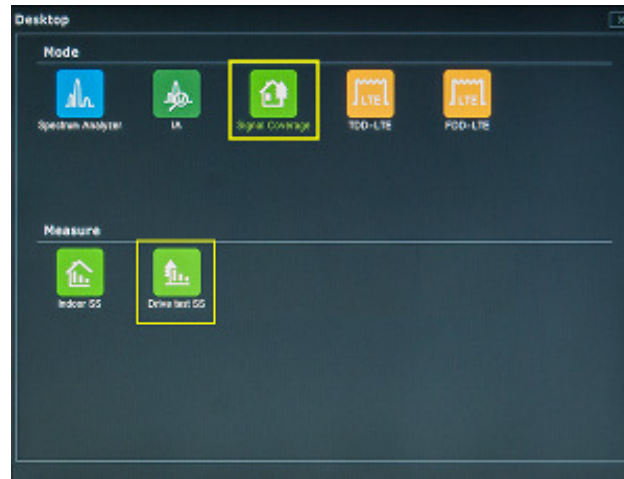 Desktop
Mode
Spectrum Analyzer
IA
Signal Coverage
TDD-LTE
FDD-LTE
LTE
LTE
Measure
Indoor SS
Drive test SS